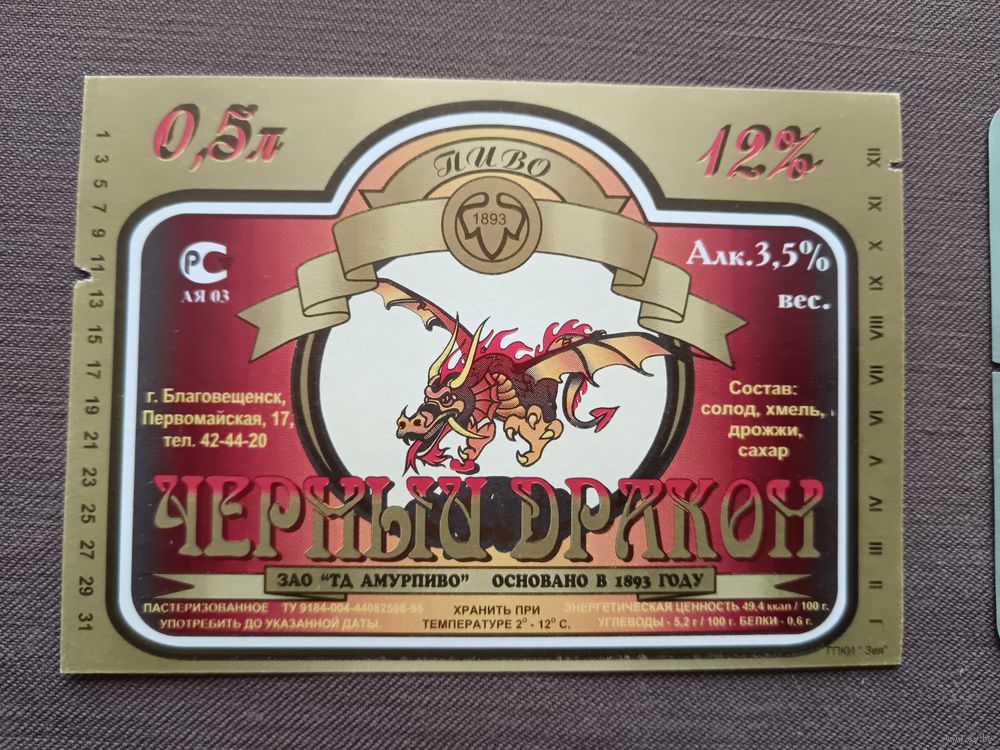 0,5л
12%
ПИВО
1893
РС
АЯ 03
Алк.3,5%
вес.
г. Благовещенск,
Первомайская, 17,
тел. 42-44-20
Состав:
солод, хмель,
дрожжи,
сахар
ЧЕРНЫЙ DРАКОН
ЗАО "ТД АМУРПИВО" ОСНОВАНО В 1893 ГОДУ
ПАСТЕРИЗОВАННОЕ ТУ 9184-004-44082588-98
УПОТРЕБИТЬ ДО УКАЗАННОЙ ДАТЫ.
ХРАНИТЬ ПРИ
ТЕМПЕРАТУРЕ 2° - 12° С.
ЭНЕРГЕТИЧЕСКАЯ ЦЕННОСТЬ 49,4 ккал / 100 г.
УГЛЕВОДЫ - 5,2 г / 100 г. БЕЛКИ - 0,6 г.
ГПКИ "Зея"
1 3 5 7 9 11 13 15 17 19 21 23 25 27 29 31
I II III IV V VI VII VIII IX X XI XII